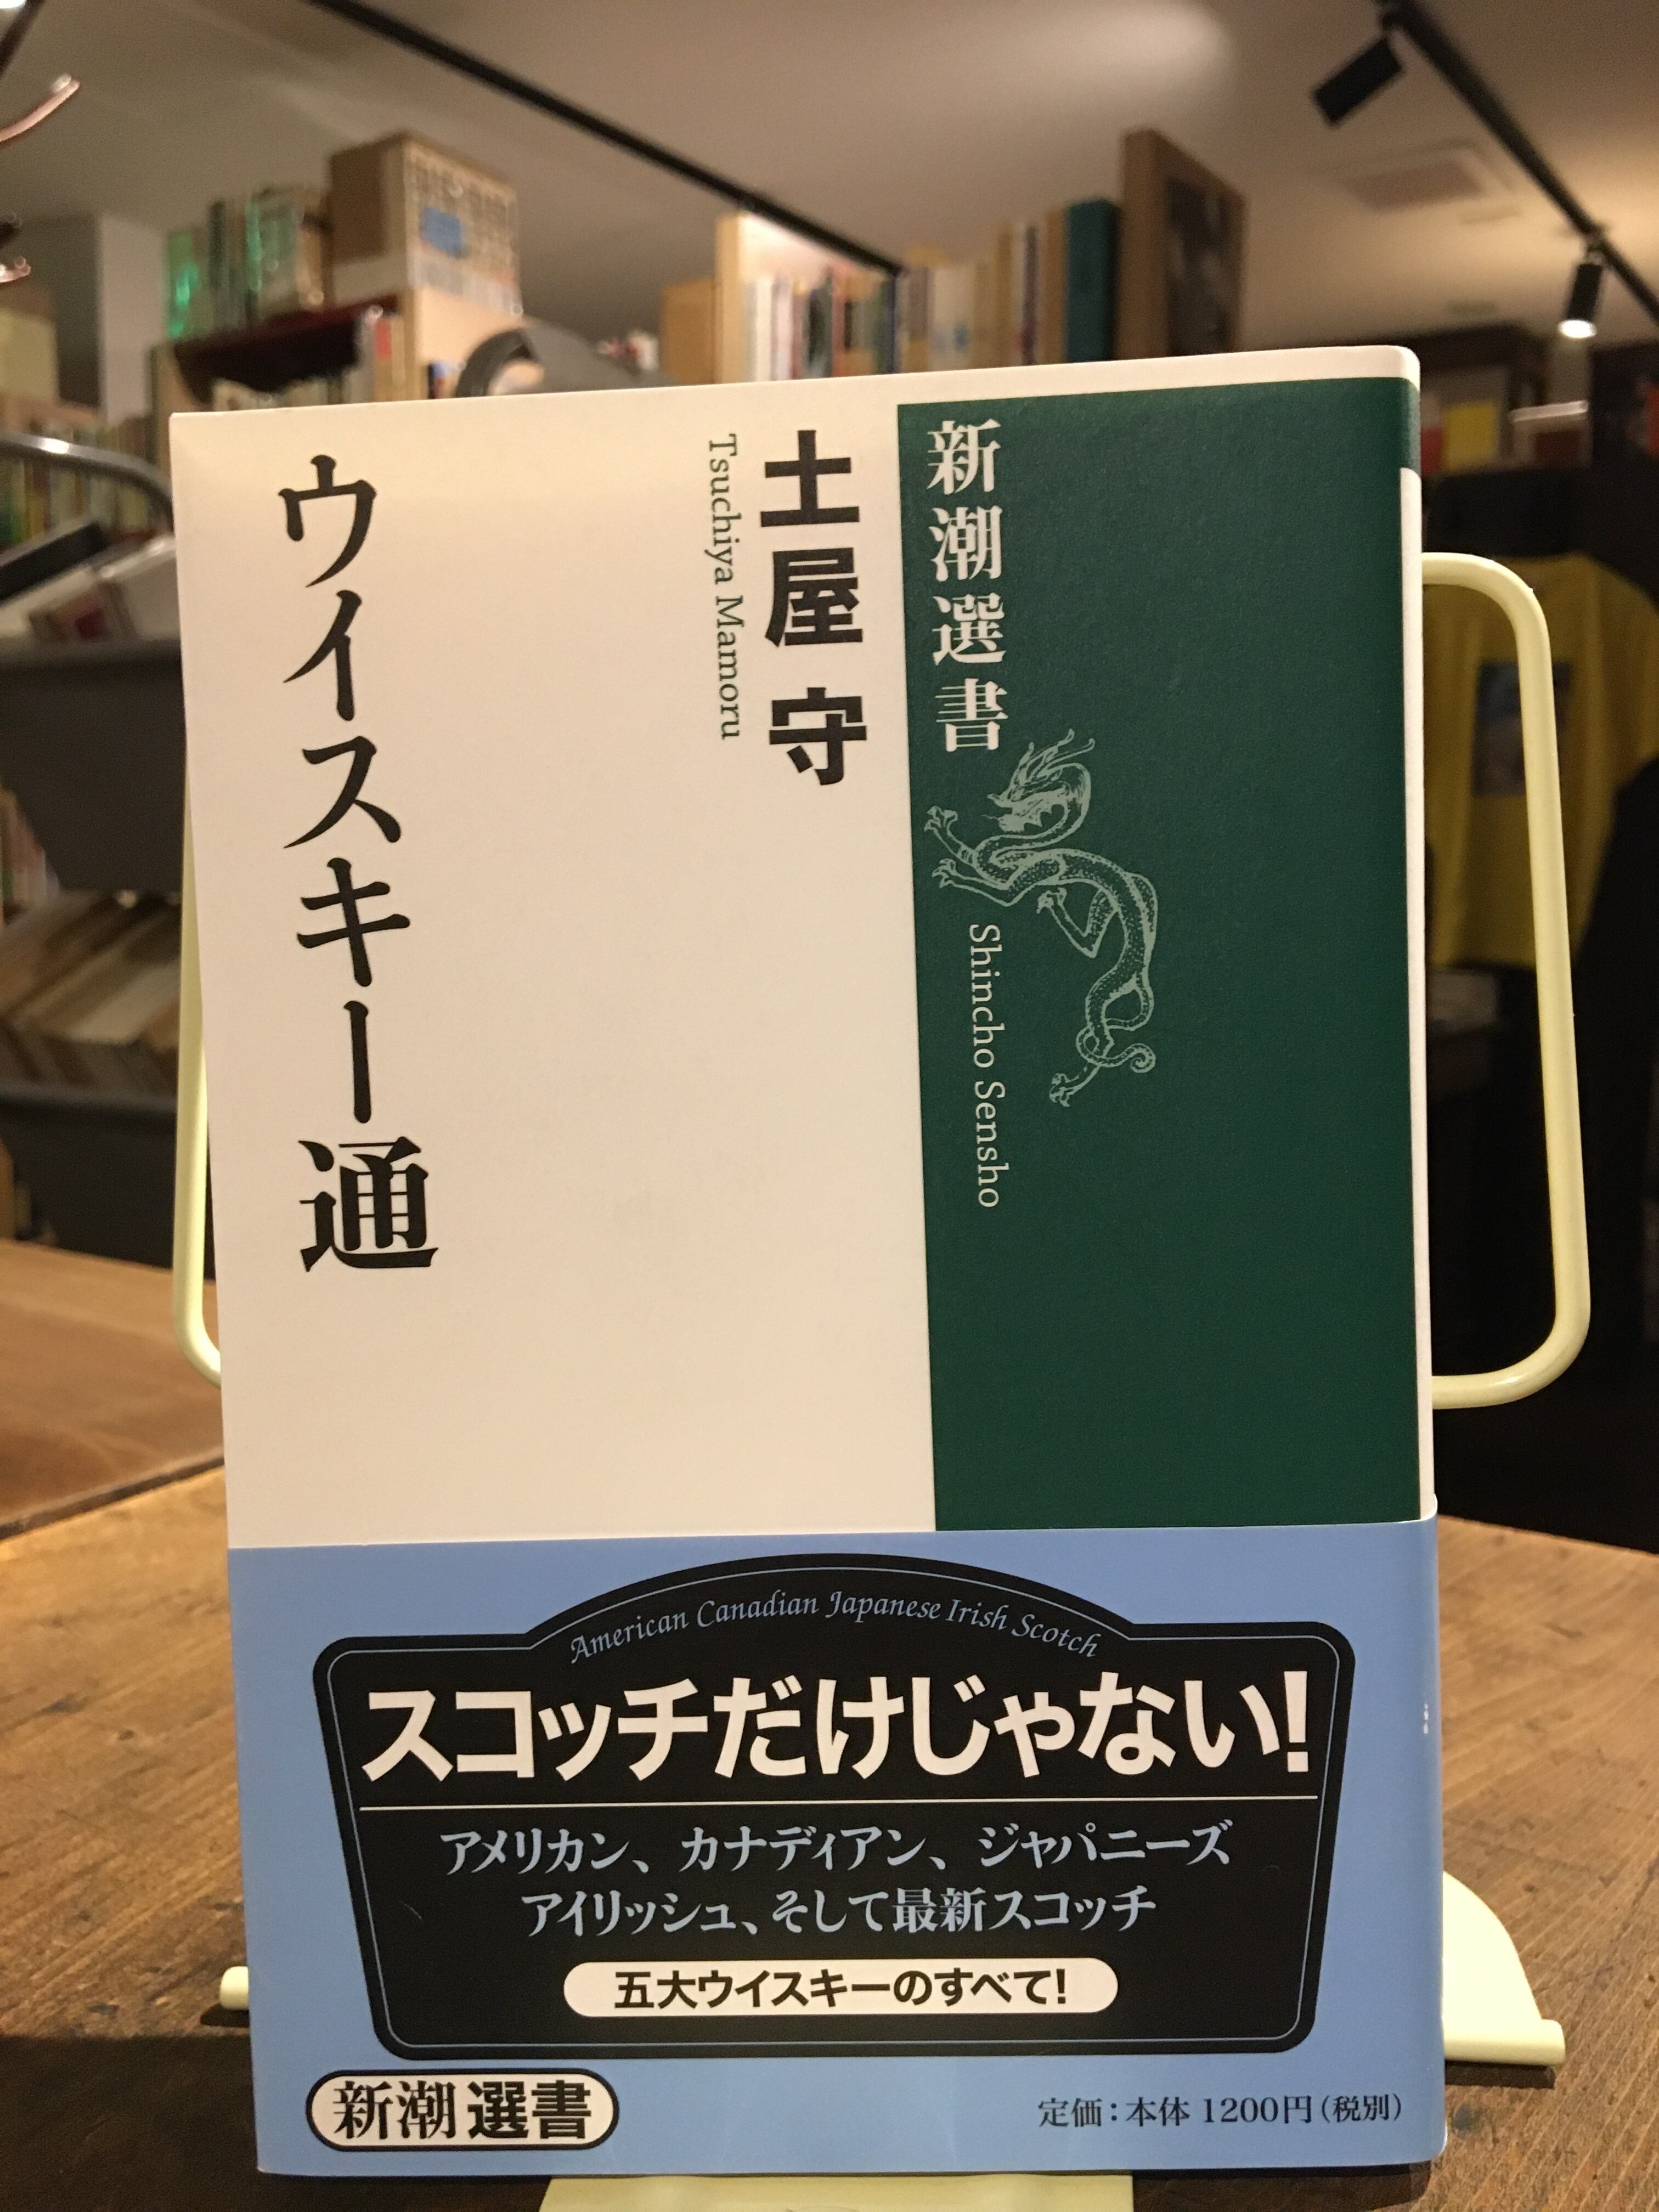 新潮選書
Shincho Sensho
土屋 守
Tsuchiya Mamoru
ウイスキー通
American Canadian Japanese Irish Scotch
スコッチだけじゃない!
アメリカン、カナディアン、ジャパニーズ
アイリッシュ、そして最新スコッチ
五大ウイスキーのすべて!
新潮選書
定価:本体 1200円(税別)